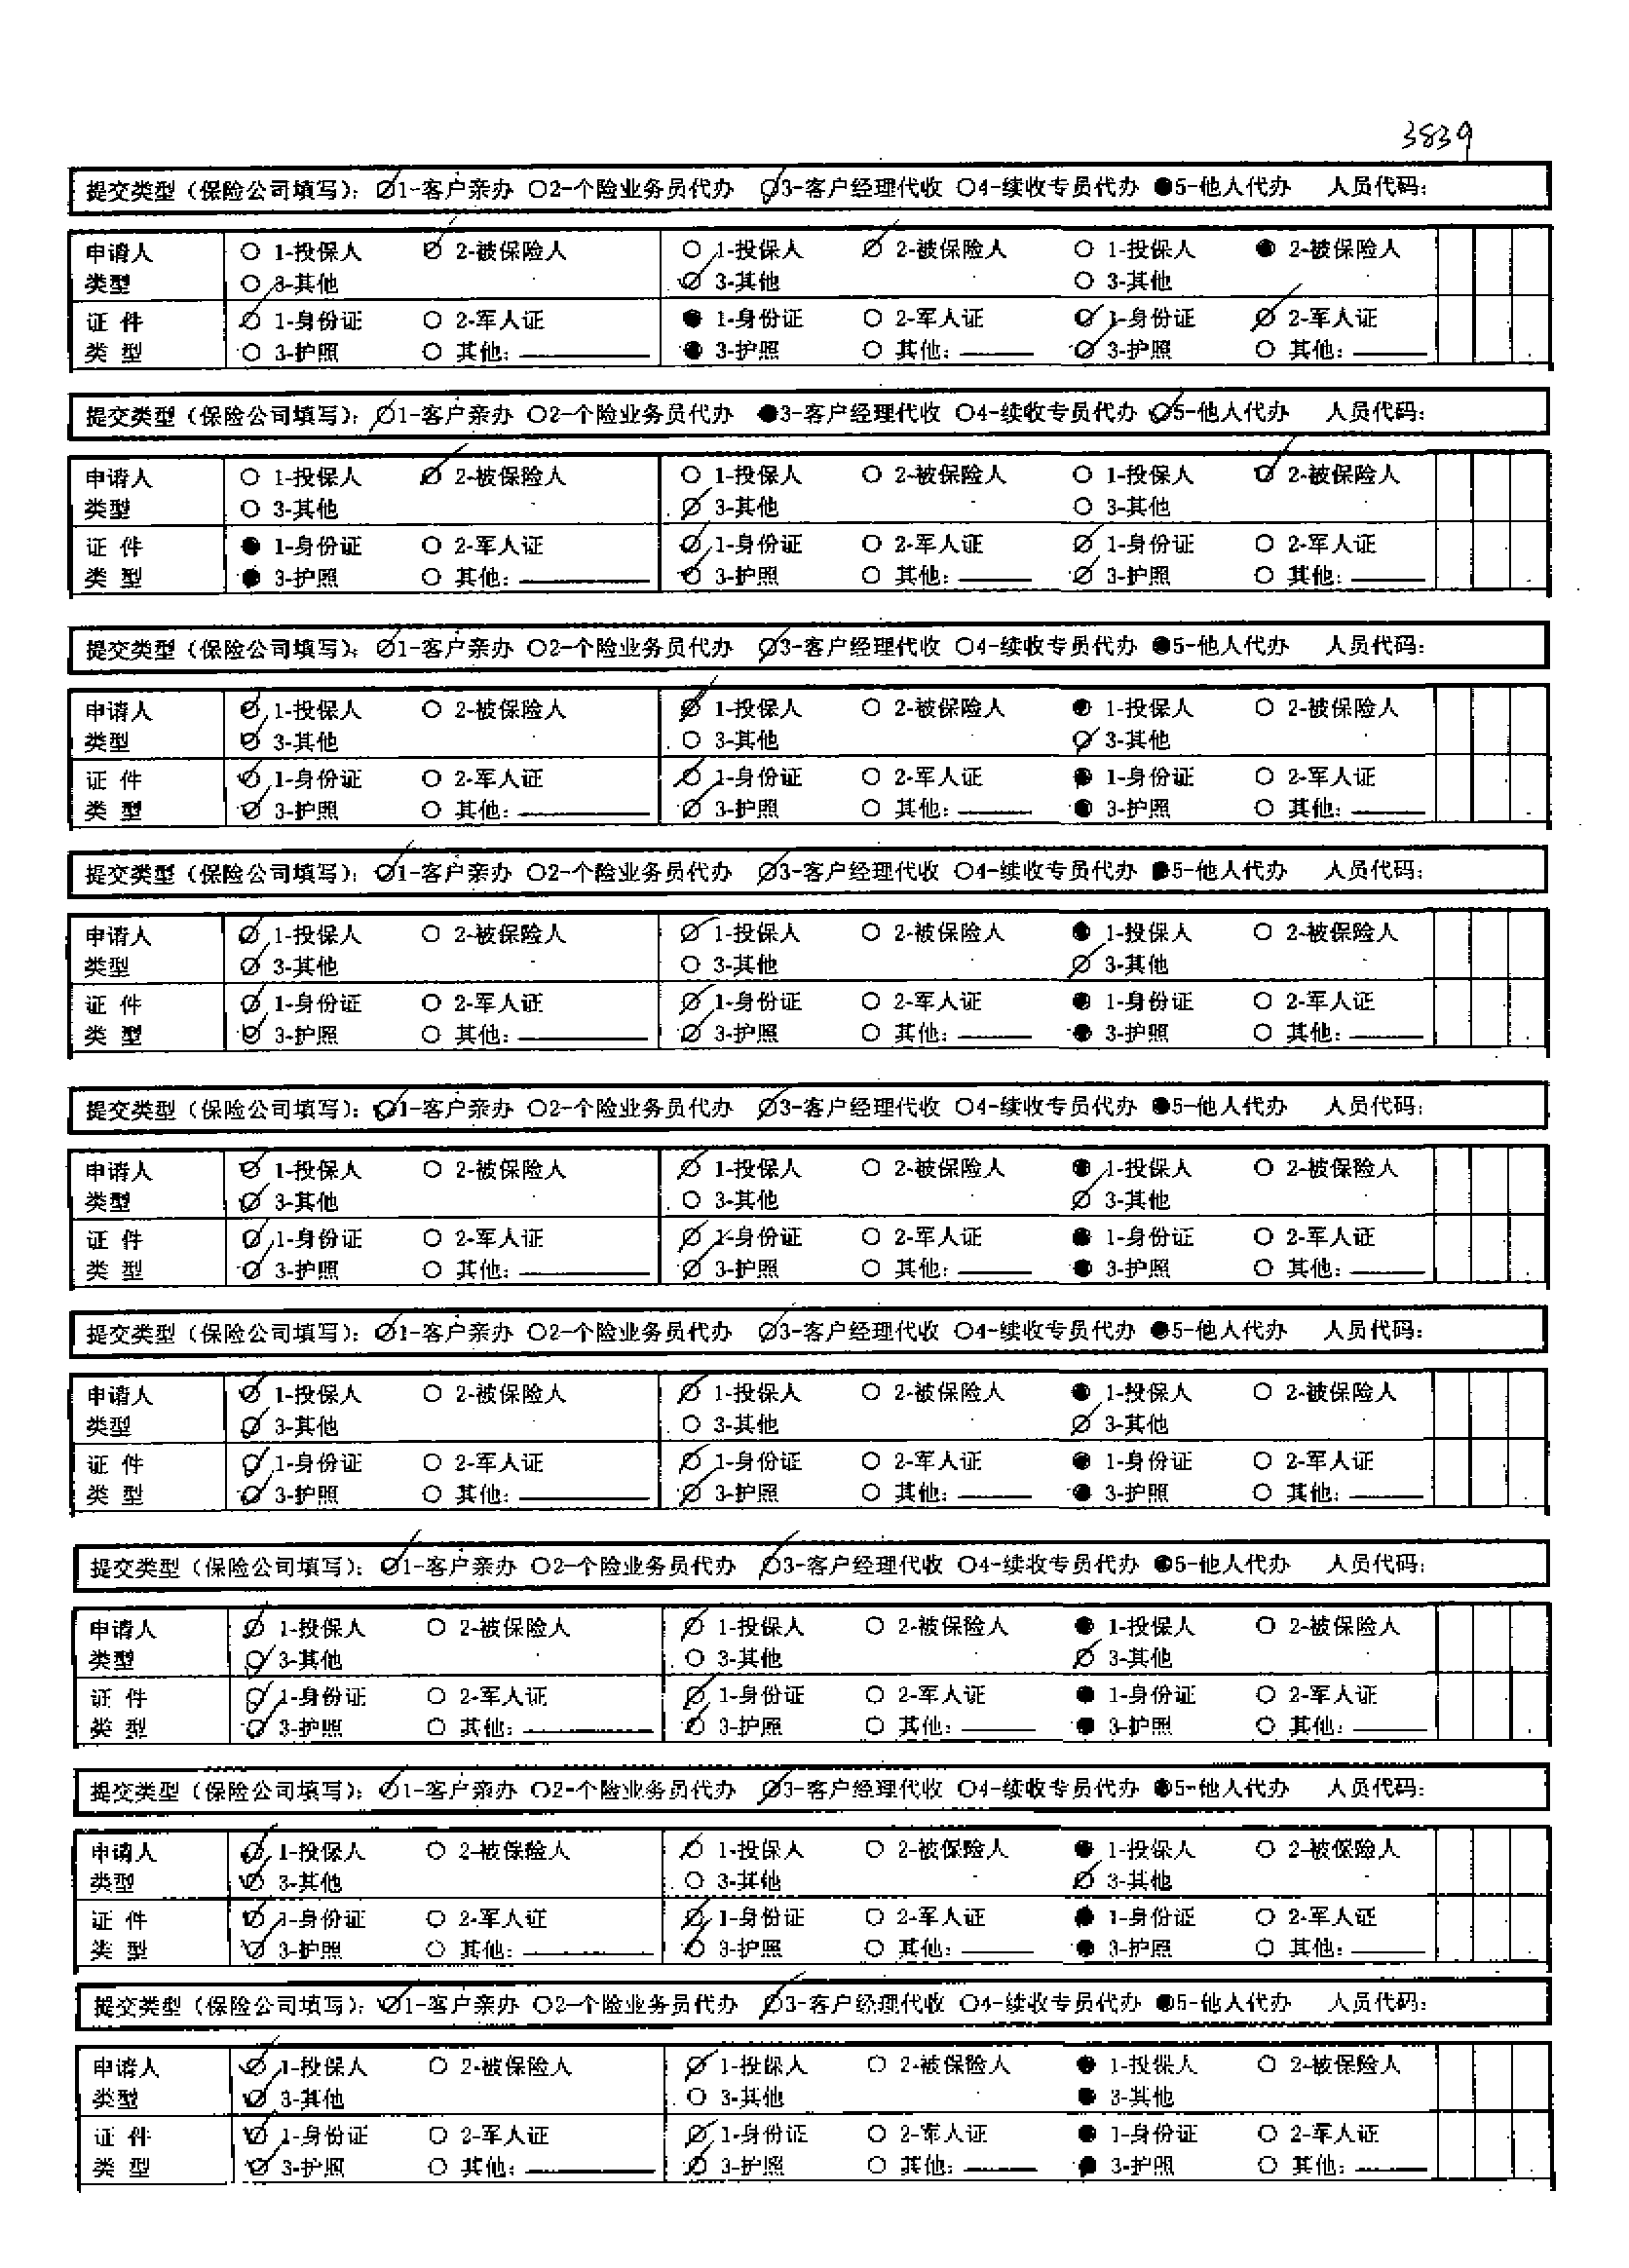 3839
提交类型（保险公司填写）： 1-客户亲办 2-个险业务员代办 3-客户经理代收 4-续收专员代办 5-他人代办 人员代码：
申请人 1-投保人 2-被保险人 1-投保人 2-被保险人 1-投保人 2-被保险人
类型 3-其他 3-其他 3-其他
证 件 1-身份证 2-军人证 1-身份证 2-军人证 1-身份证 2-军人证
类 型 3-护照 其他： 3-护照 其他： 3-护照 其他：
提交类型（保险公司填写）： 1-客户亲办 2-个险业务员代办 3-客户经理代收 4-续收专员代办 5-他人代办 人员代码：
申请人 1-投保人 2-被保险人 1-投保人 2-被保险人 1-投保人 2-被保险人
类型 3-其他 3-其他 3-其他
证 件 1-身份证 2-军人证 1-身份证 2-军人证 1-身份证 2-军人证
类 型 3-护照 其他： 3-护照 其他： 3-护照 其他：
提交类型（保险公司填写）： 1-客户亲办 2-个险业务员代办 3-客户经理代收 4-续收专员代办 5-他人代办 人员代码：
申请人 1-投保人 2-被保险人 1-投保人 2-被保险人 1-投保人 2-被保险人
类型 3-其他 3-其他 3-其他
证 件 1-身份证 2-军人证 1-身份证 2-军人证 1-身份证 2-军人证
类 型 3-护照 其他： 3-护照 其他： 3-护照 其他：
提交类型（保险公司填写）： 1-客户亲办 2-个险业务员代办 3-客户经理代收 4-续收专员代办 5-他人代办 人员代码：
申请人 1-投保人 2-被保险人 1-投保人 2-被保险人 1-投保人 2-被保险人
类型 3-其他 3-其他 3-其他
证 件 1-身份证 2-军人证 1-身份证 2-军人证 1-身份证 2-军人证
类 型 3-护照 其他： 3-护照 其他： 3-护照 其他：
提交类型（保险公司填写）： 1-客户亲办 2-个险业务员代办 3-客户经理代收 4-续收专员代办 5-他人代办 人员代码：
申请人 1-投保人 2-被保险人 1-投保人 2-被保险人 1-投保人 2-被保险人
类型 3-其他 3-其他 3-其他
证 件 1-身份证 2-军人证 1-身份证 2-军人证 1-身份证 2-军人证
类 型 3-护照 其他： 3-护照 其他： 3-护照 其他：
提交类型（保险公司填写）： 1-客户亲办 2-个险业务员代办 3-客户经理代收 4-续收专员代办 5-他人代办 人员代码：
申请人 1-投保人 2-被保险人 1-投保人 2-被保险人 1-投保人 2-被保险人
类型 3-其他 3-其他 3-其他
证 件 1-身份证 2-军人证 1-身份证 2-军人证 1-身份证 2-军人证
类 型 3-护照 其他： 3-护照 其他： 3-护照 其他：
提交类型（保险公司填写）： 1-客户亲办 2-个险业务员代办 3-客户经理代收 4-续收专员代办 5-他人代办 人员代码：
申请人 1-投保人 2-被保险人 1-投保人 2-被保险人 1-投保人 2-被保险人
类型 3-其他 3-其他 3-其他
证 件 1-身份证 2-军人证 1-身份证 2-军人证 1-身份证 2-军人证
类 型 3-护照 其他： 3-护照 其他： 3-护照 其他：
提交类型（保险公司填写）： 1-客户亲办 2-个险业务员代办 3-客户经理代收 4-续收专员代办 5-他人代办 人员代码：
申请人 1-投保人 2-被保险人 1-投保人 2-被保险人 1-投保人 2-被保险人
类型 3-其他 3-其他 3-其他
证 件 1-身份证 2-军人证 1-身份证 2-军人证 1-身份证 2-军人证
类 型 3-护照 其他： 3-护照 其他： 3-护照 其他：
提交类型（保险公司填写）： 1-客户亲办 2-个险业务员代办 3-客户经理代收 4-续收专员代办 5-他人代办 人员代码：
申请人 1-投保人 2-被保险人 1-投保人 2-被保险人 1-投保人 2-被保险人
类型 3-其他 3-其他 3-其他
证 件 1-身份证 2-军人证 1-身份证 2-军人证 1-身份证 2-军人证
类 型 3-护照 其他： 3-护照 其他： 3-护照 其他：